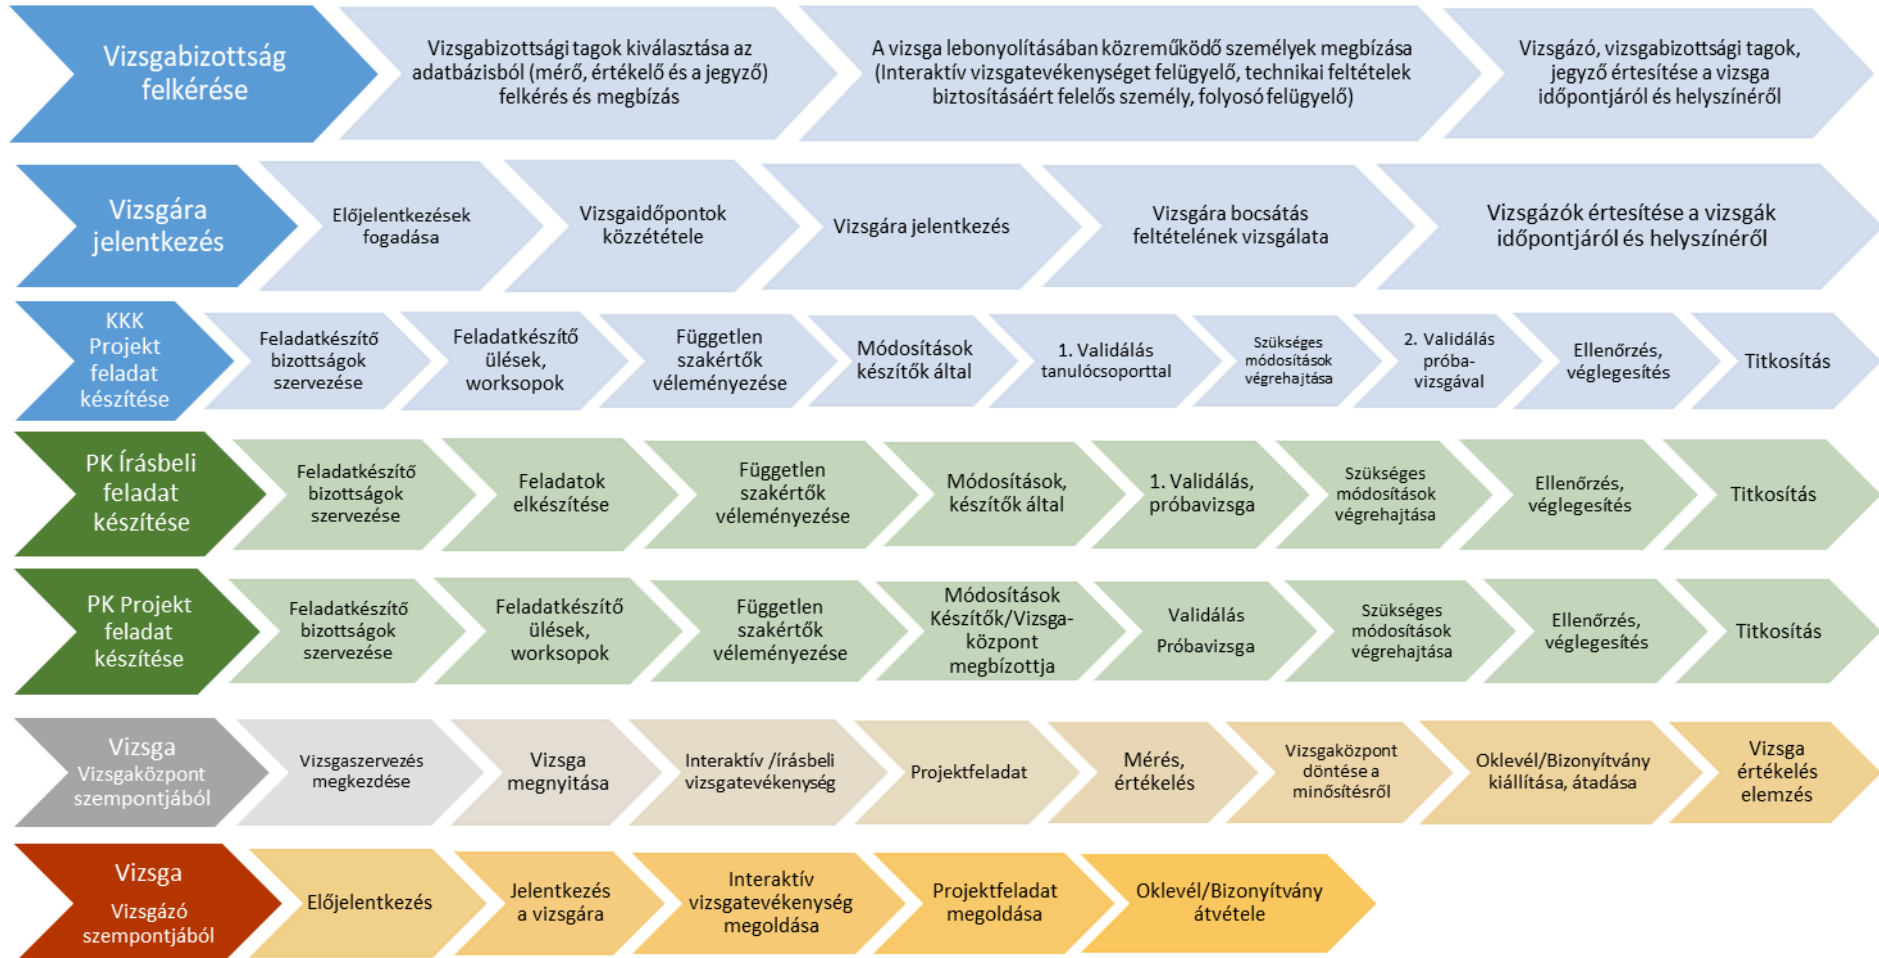 Vizsgabizottság
felkérése
Vizsgabizottsági tagok kiválasztása az
adatbázisból (mérő, értékelő és a jegyző)
felkérés és megbízás
A vizsga lebonyolításában közreműködő személyek megbízása
(Interaktív vizsgatevékenységet felügyelő, technikai feltételek
biztosításáért felelős személy, folyosó felügyelő)
Vizsgázó, vizsgabizottsági tagok,
jegyző értesítése a vizsga
időpontjáról és helyszínéről
Vizsgára
jelentkezés
Előjelentkezések
fogadása
Vizsgaidőpontok
közzététele
Vizsgára jelentkezés
Vizsgára bocsátás
feltételének vizsgálata
Vizsgázók értesítése a vizsgák
időpontjáról és helyszínéről
KKK
Projekt
feladat
készítése
Feladatkészítő
bizottságok
szervezése
Feladatkészítő
ülések,
worksopok
Független
szakértők
véleményezése
Módosítások
készítők által
1. Validálás
tanulócsoporttal
Szükséges
módosítások
végrehajtása
2. Validálás
próba-
vizsgával
Ellenőrzés,
véglegesítés
Titkosítás
PK Írásbeli
feladat
készítése
Feladatkészítő
bizottságok
szervezése
Feladatok
elkészítése
Független
szakértők
véleményezése
Módosítások,
készítők által
1. Validálás,
próbavizsga
Szükséges
módosítások
végrehajtása
Ellenőrzés,
véglegesítés
Titkosítás
PK Projekt
feladat
készítése
Feladatkészítő
bizottságok
szervezése
Feladatkészítő
ülések,
worksopok
Független
szakértők
véleményezése
Módosítások
Készítők/Vizsga-
központ
megbízottja
Validálás
Próbavizsga
Szükséges
módosítások
végrehajtása
Ellenőrzés,
véglegesítés
Titkosítás
Vizsga
Vizsgaközpont
szempontjából
Vizsgaszervezés
megkezdése
Vizsga
megnyitása
Interaktív /írásbeli
vizsgatevékenység
Projektfeladat
Mérés,
értékelés
Vizsgaközpont
döntése a
minősítésről
Oklevél/Bizonyítvány
kiállítása, átadása
Vizsga
értékelés
elemzés
Vizsga
Vizsgázó
szempontjából
Előjelentkezés
Jelentkezés
a vizsgára
Interaktív
vizsgatevékenység
megoldása
Projektfeladat
megoldása
Oklevél/Bizonyítvány
átvétele